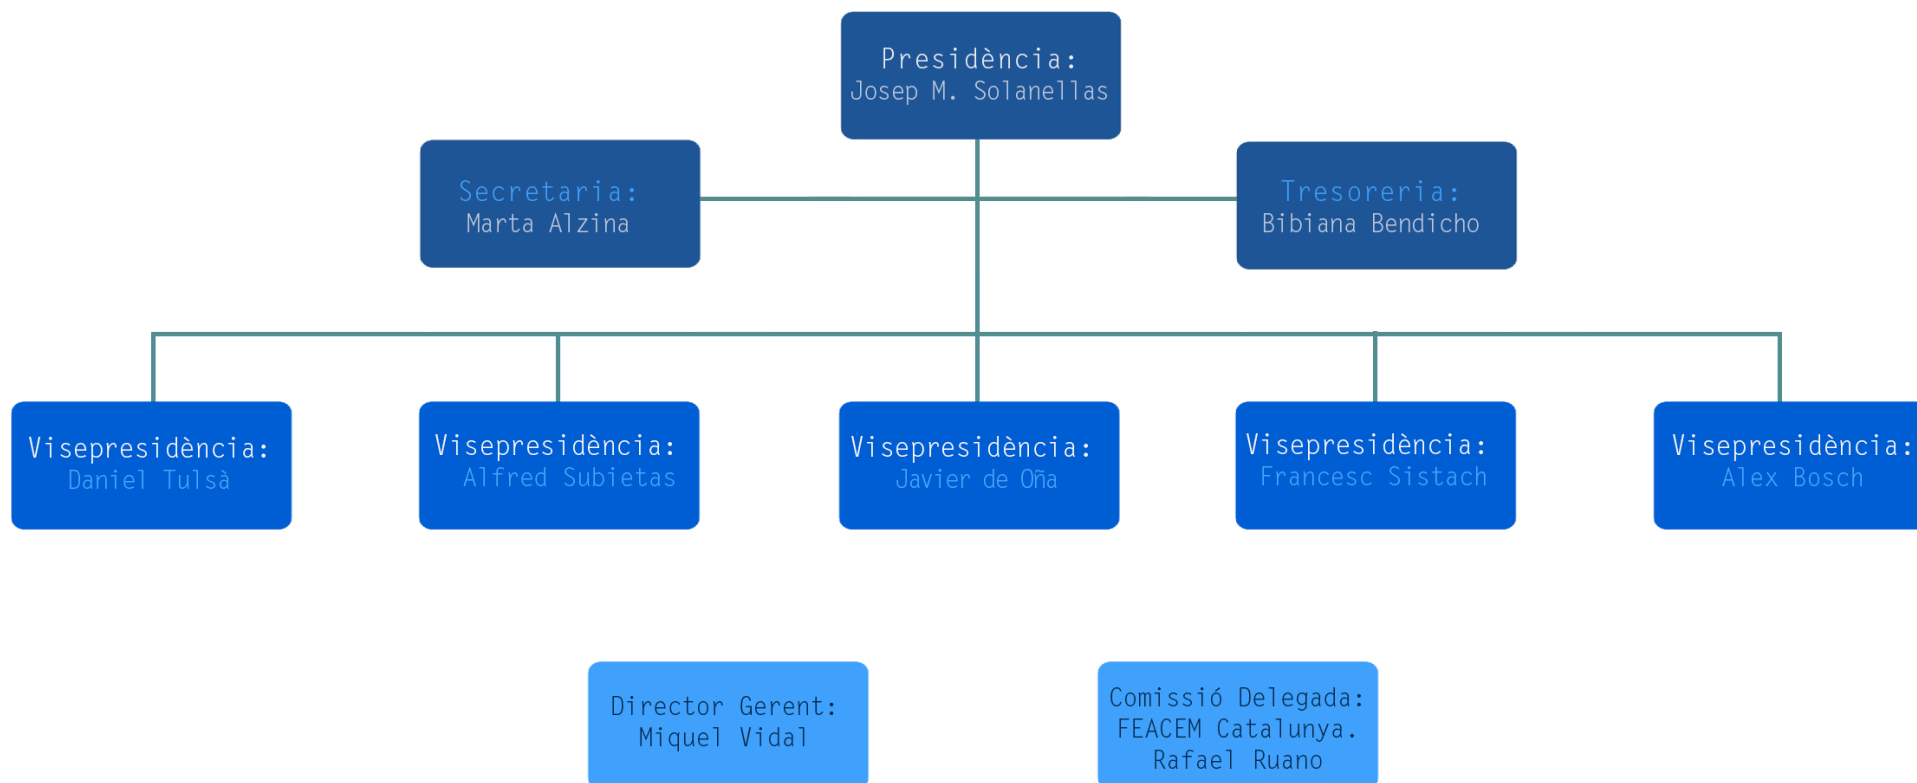 Presidència:
Josep M. Solanellas
Secretaria:
Marta Alzina
Tresoreria:
Bibiana Bendicho
Visepresidència:
Daniel Tulsà
Visepresidència:
Alfred Subietas
Visepresidència:
Javier de Oña
Visepresidència:
Francesc Sistach
Visepresidència:
Alex Bosch
Director Gerent:
Miquel Vidal
Comissió Delegada:
FEACEM Catalunya.
Rafael Ruano